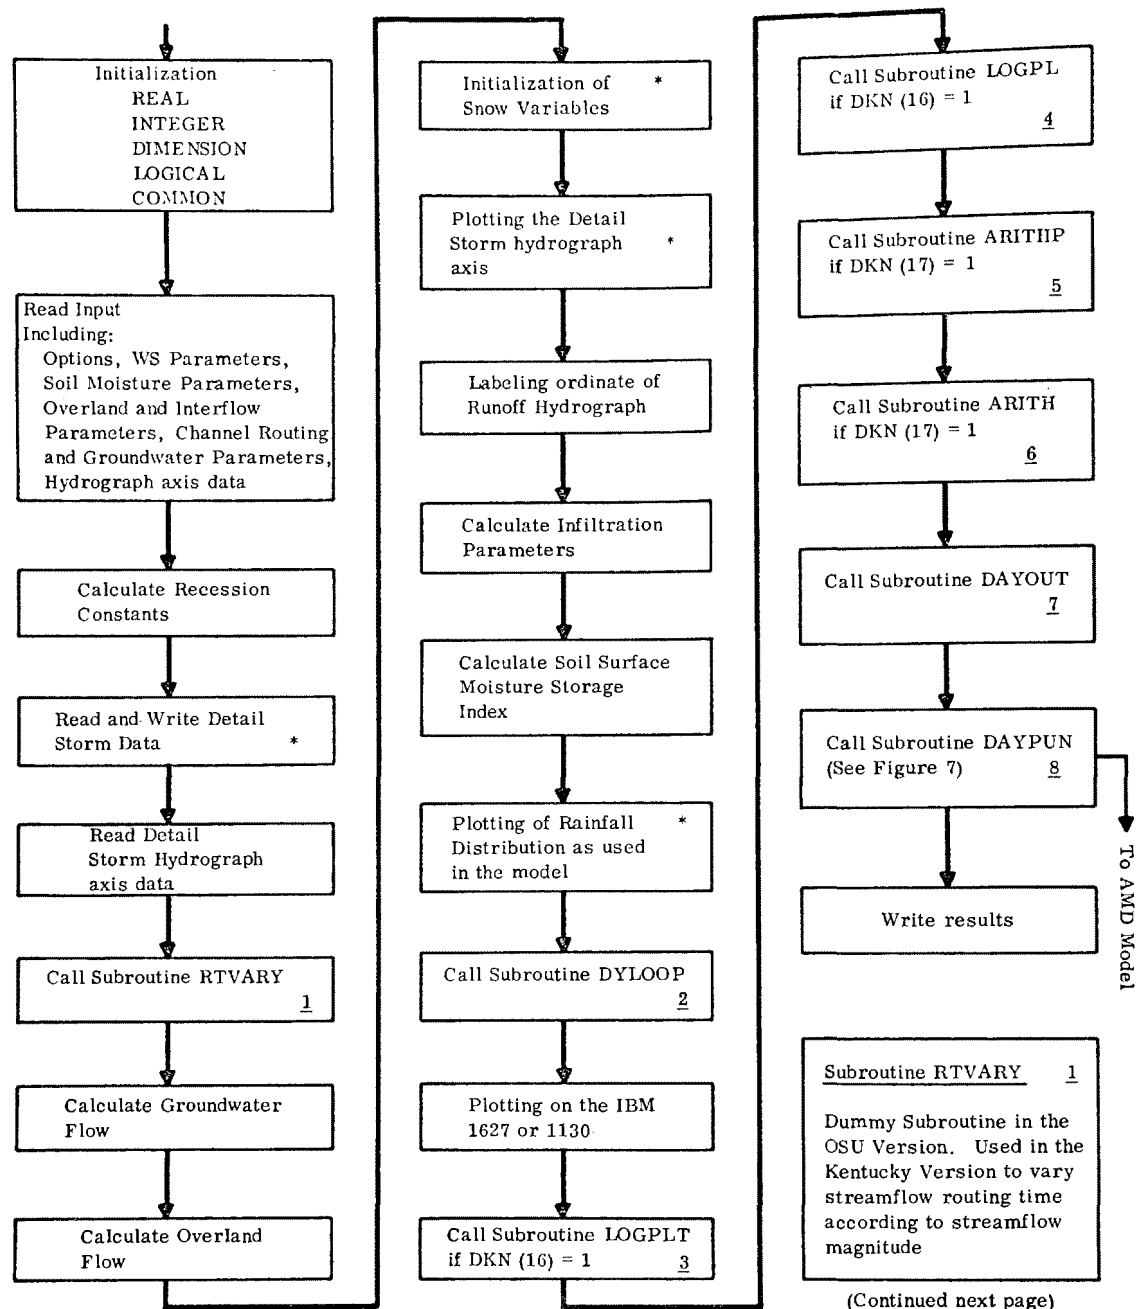 Initialization
REAL
INTEGER
DIMENSION
LOGICAL
COMMON
Read Input
Including:
Options, WS Parameters,
Soil Moisture Parameters,
Overland and Interflow
Parameters, Channel Routing
and Groundwater Parameters,
Hydrograph axis data
Calculate Recession
Constants
Read and Write Detail
Storm Data *
Read Detail
Storm Hydrograph
axis data
Call Subroutine RTVARY
1
Calculate Groundwater
Flow
Calculate Overland
Flow
Initialization of *
Snow Variables
Plotting the Detail
Storm hydrograph *
axis
Labeling ordinate of
Runoff Hydrograph
Calculate Infiltration
Parameters
Calculate Soil Surface
Moisture Storage
Index
Plotting of Rainfall *
Distribution as used
in the model
Call Subroutine DYLOOP
2
Plotting on the IBM
1627 or 1130
Call Subroutine LOGPLT
if DKN (16) = 1 3
Call Subroutine LOGPL
if DKN (16) = 1
4
Call Subroutine ARITHP
if DKN (17) = 1
5
Call Subroutine ARITH
if DKN (17) = 1
6
Call Subroutine DAYOUT
7
Call Subroutine DAYPUN
(See Figure 7) 8
To AMD Model
Write results
Subroutine RTVARY 1
Dummy Subroutine in the
OSU Version. Used in the
Kentucky Version to vary
streamflow routing time
according to streamflow
magnitude
(Continued next page)